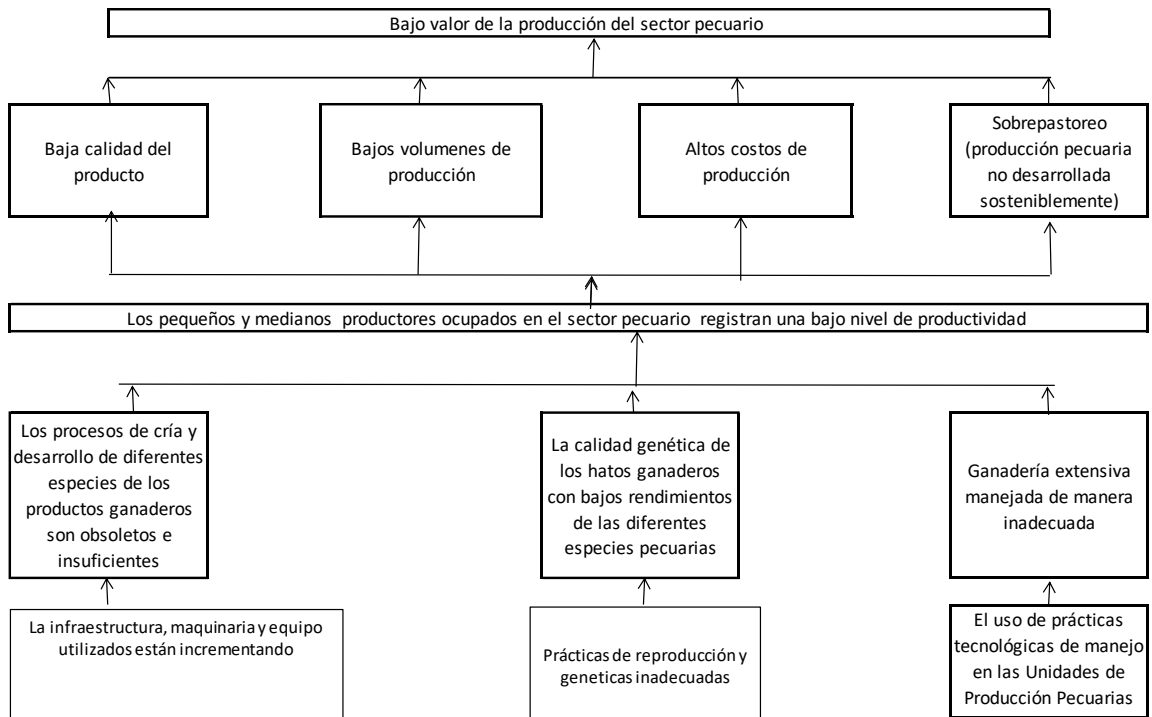 Bajo valor de la producción del sector pecuario
Baja calidad del
producto
Bajos volumenes de
producción
Altos costos de
producción
Sobrepastoreo
(producción pecuaria
no desarrollada
sosteniblemente)
Los pequeños y medianos productores ocupados en el sector pecuario registran una bajo nivel de productividad
Los procesos de cría y
desarrollo de diferentes
especies de los
productos ganaderos
son obsoletos e
insuficientes
La calidad genética de
los hatos ganaderos
con bajos rendimientos
de las diferentes
especies pecuarias
Ganadería extensiva
manejada de manera
inadecuada
La infraestructura, maquinaria y equipo
utilizados están incrementando
Prácticas de reproducción y
geneticas inadecuadas
El uso de prácticas
tecnológicas de manejo
en las Unidades de
Producción Pecuarias